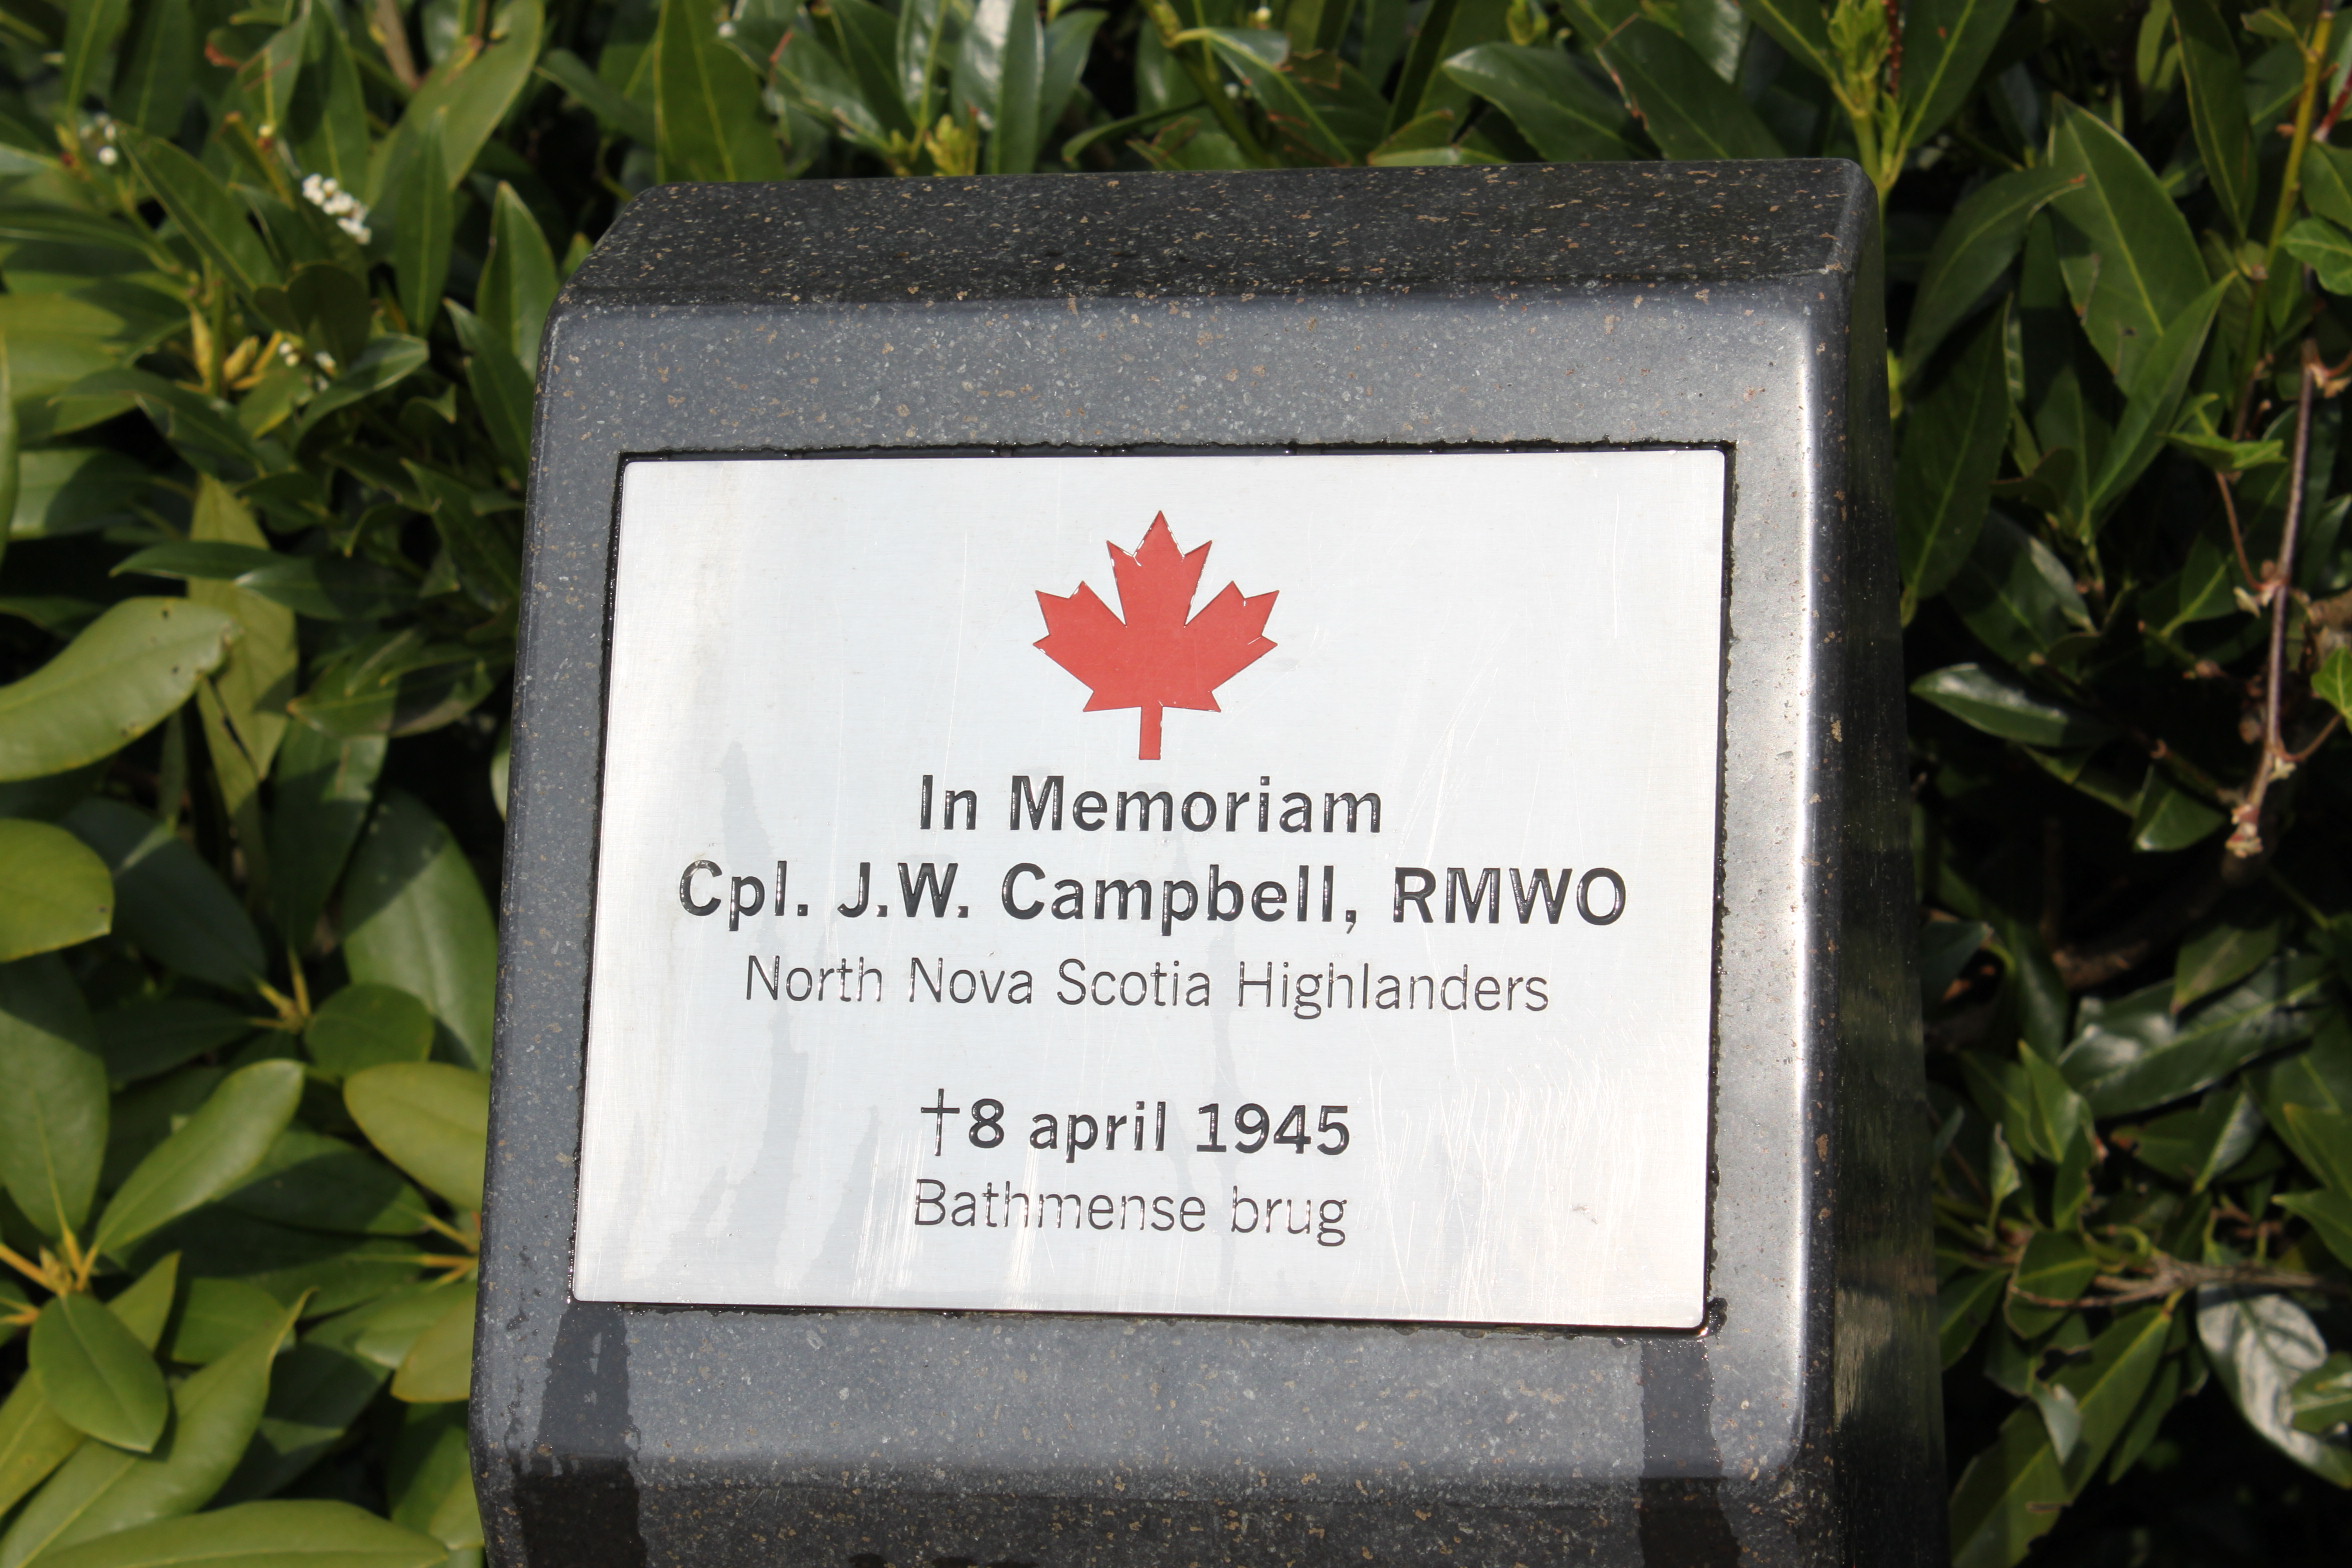 In Memoriam
Cpl. J.W. Campbell, RMWO
North Nova Scotia Highlanders
†8 april 1945
Bathmense brug